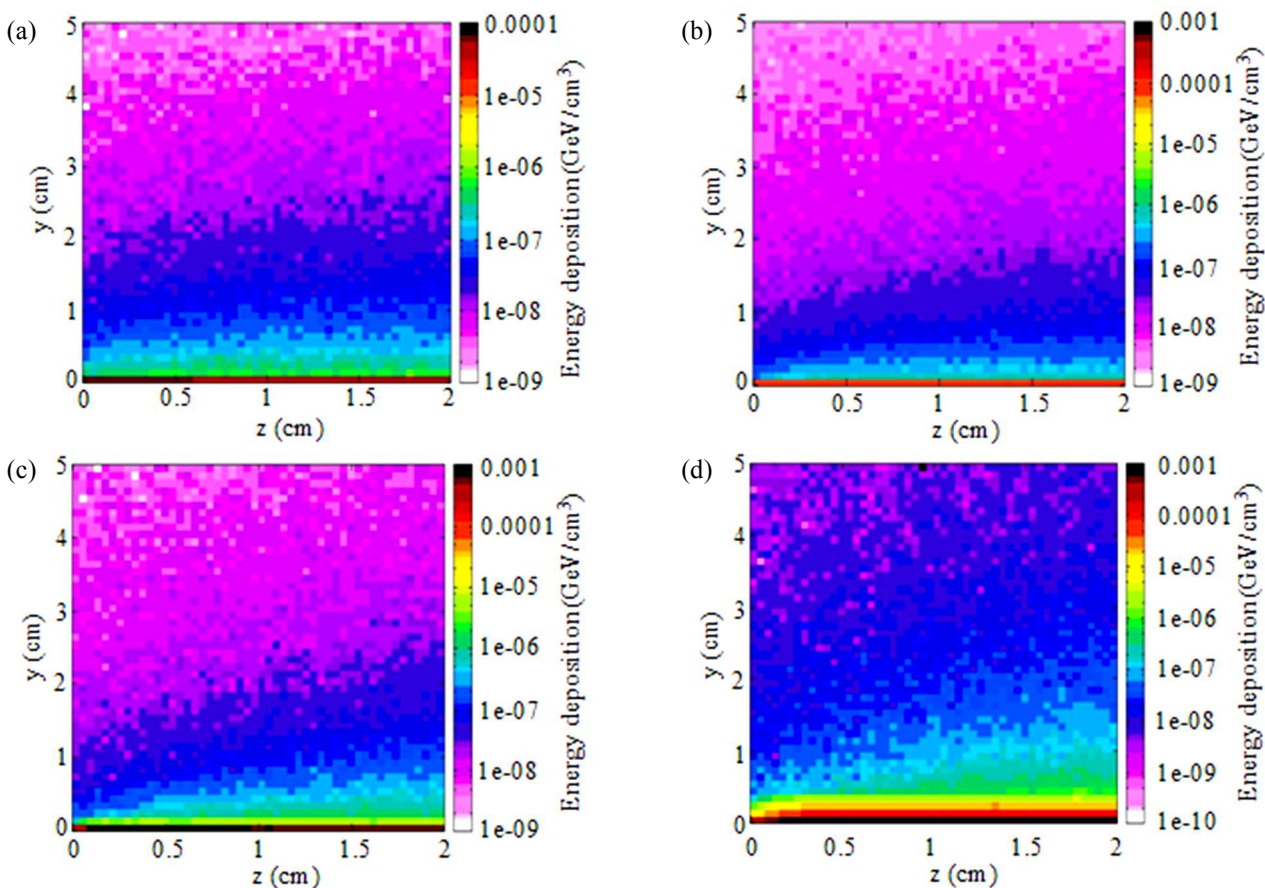 (a)
5
4
3
2
1
0
y (cm)
0 0.5 1 1.5 2
z (cm)
0.0001
1e-05
1e-06
1e-07
1e-08
1e-09
Energy deposition(GeV/cm³)
(b)
5
4
3
2
1
0
y (cm)
0 0.5 1 1.5 2
z (cm)
0.001
0.0001
1e-05
1e-06
1e-07
1e-08
1e-09
Energy deposition(GeV/cm³)
(c)
5
4
3
2
1
0
y (cm)
0 0.5 1 1.5 2
z (cm)
0.001
0.0001
1e-05
1e-06
1e-07
1e-08
1e-09
Energy deposition(GeV/cm³)
(d)
5
4
3
2
1
0
y (cm)
0 0.5 1 1.5 2
z (cm)
0.001
0.0001
1e-05
1e-06
1e-07
1e-08
1e-09
1e-10
Energy deposition(GeV/cm³)